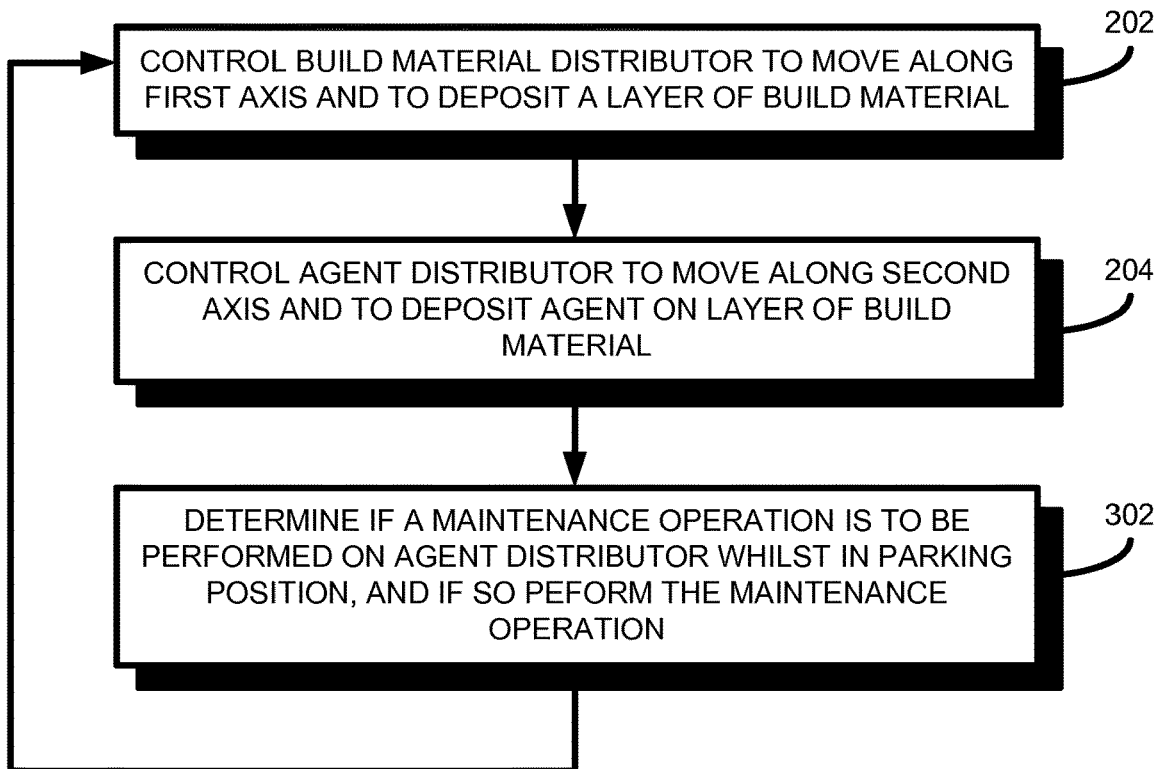 202
CONTROL BUILD MATERIAL DISTRIBUTOR TO MOVE ALONG
FIRST AXIS AND TO DEPOSIT A LAYER OF BUILD MATERIAL
204
CONTROL AGENT DISTRIBUTOR TO MOVE ALONG SECOND
AXIS AND TO DEPOSIT AGENT ON LAYER OF BUILD
MATERIAL
302
DETERMINE IF A MAINTENANCE OPERATION IS TO BE
PERFORMED ON AGENT DISTRIBUTOR WHILST IN PARKING
POSITION, AND IF SO PEFORM THE MAINTENANCE
OPERATION